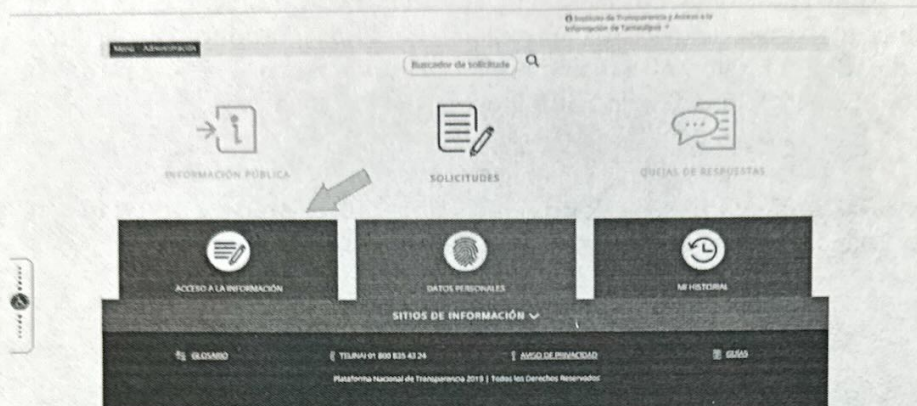 Instituto de Transparencia y Acceso a la
Información de Tamaulipas
Menú Administración
Buscador de solicitude
INFORMACIÓN PÚBLICA
SOLICITUDES
QUEJAS DE RESPUESTAS
ACCESO A LA INFORMACIÓN
DATOS PERSONALES
MI HISTORIAL
SITIOS DE INFORMACIÓN
GLOSARIO
TELINAI 01 800 835 43 24
AVISO DE PRIVACIDAD
GUÍAS
Plataforma Nacional de Transparencia 2015 | Todos los Derechos Reservados